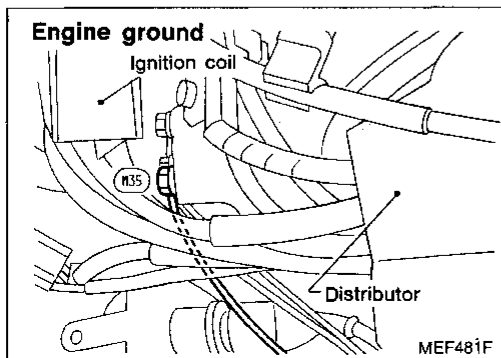 Engine ground
Ignition coil
M35
Distributor
MEF481F